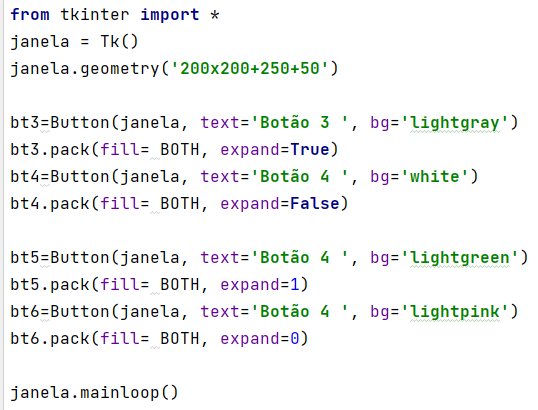 from tkinter import *
janela = Tk()
janela.geometry('200x200+250+50')
bt3=Button(janela, text='Botão 3 ', bg='lightgray')
bt3.pack(fill= BOTH, expand=True)
bt4=Button(janela, text='Botão 4 ', bg='white')
bt4.pack(fill= BOTH, expand=False)
bt5=Button(janela, text='Botão 4 ', bg='lightgreen')
bt5.pack(fill= BOTH, expand=1)
bt6=Button(janela, text='Botão 4 ', bg='lightpink')
bt6.pack(fill= BOTH, expand=0)
janela.mainloop()